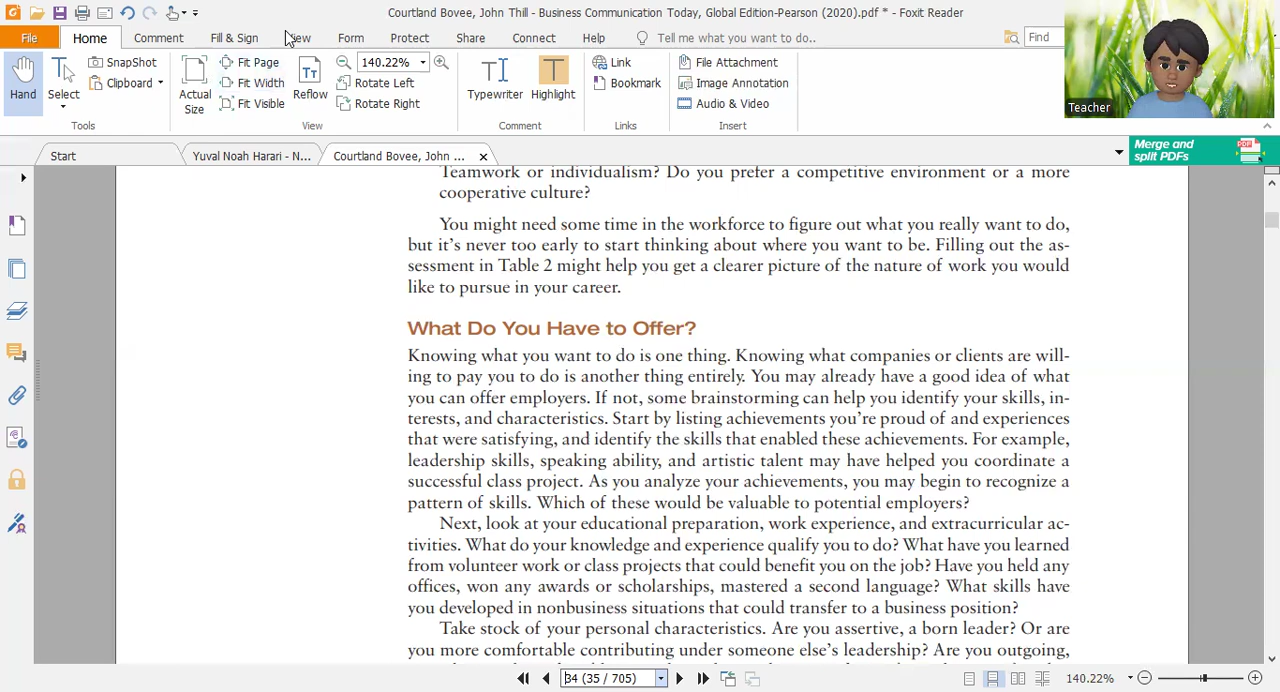 Courtland Bovee, John Thill - Business Communication Today, Global Edition-Pearson (2020).pdf * - Foxit Reader
File Home Comment Fill & Sign View Form Protect Share Connect Help Tell me what you want to do.. Find
Hand
Select
SnapShot
Clipboard
Tools
Actual
Size
Fit Page
Fit Width
Fit Visible
Reflow
140.22%
Rotate Left
Rotate Right
View
Typewriter
Highlight
Comment
Link
Bookmark
Links
File Attachment
Image Annotation
Audio & Video
Insert
Teacher
Start
Yuval Noah Harari - N...
Courtland Bovee, John ...
Merge and
split PDFs
PDF
Teamwork or individualism? Do you prefer a competitive environment or a more
cooperative culture?
You might need some time in the workforce to figure out what you really want to do,
but it's never too early to start thinking about where you want to be. Filling out the as-
sessment in Table 2 might help you get a clearer picture of the nature of work you would
like to pursue in your career.
What Do You Have to Offer?
Knowing what you want to do is one thing. Knowing what companies or clients are will-
ing to pay you to do is another thing entirely. You may already have a good idea of what
you can offer employers. If not, some brainstorming can help you identify your skills, in-
terests, and characteristics. Start by listing achievements you're proud of and experiences
that were satisfying, and identify the skills that enabled these achievements. For example,
leadership skills, speaking ability, and artistic talent may have helped you coordinate a
successful class project. As you analyze your achievements, you may begin to recognize a
pattern of skills. Which of these would be valuable to potential employers?
Next, look at your educational preparation, work experience, and extracurricular ac-
tivities. What do your knowledge and experience qualify you to do? What have you learned
from volunteer work or class projects that could benefit you on the job? Have you held any
offices, won any awards or scholarships, mastered a second language? What skills have
you developed in nonbusiness situations that could transfer to a business position?
Take stock of your personal characteristics. Are you assertive, a born leader? Or are
you more comfortable contributing under someone else's leadership? Are you outgoing,
34 (35 / 705)
140.22%